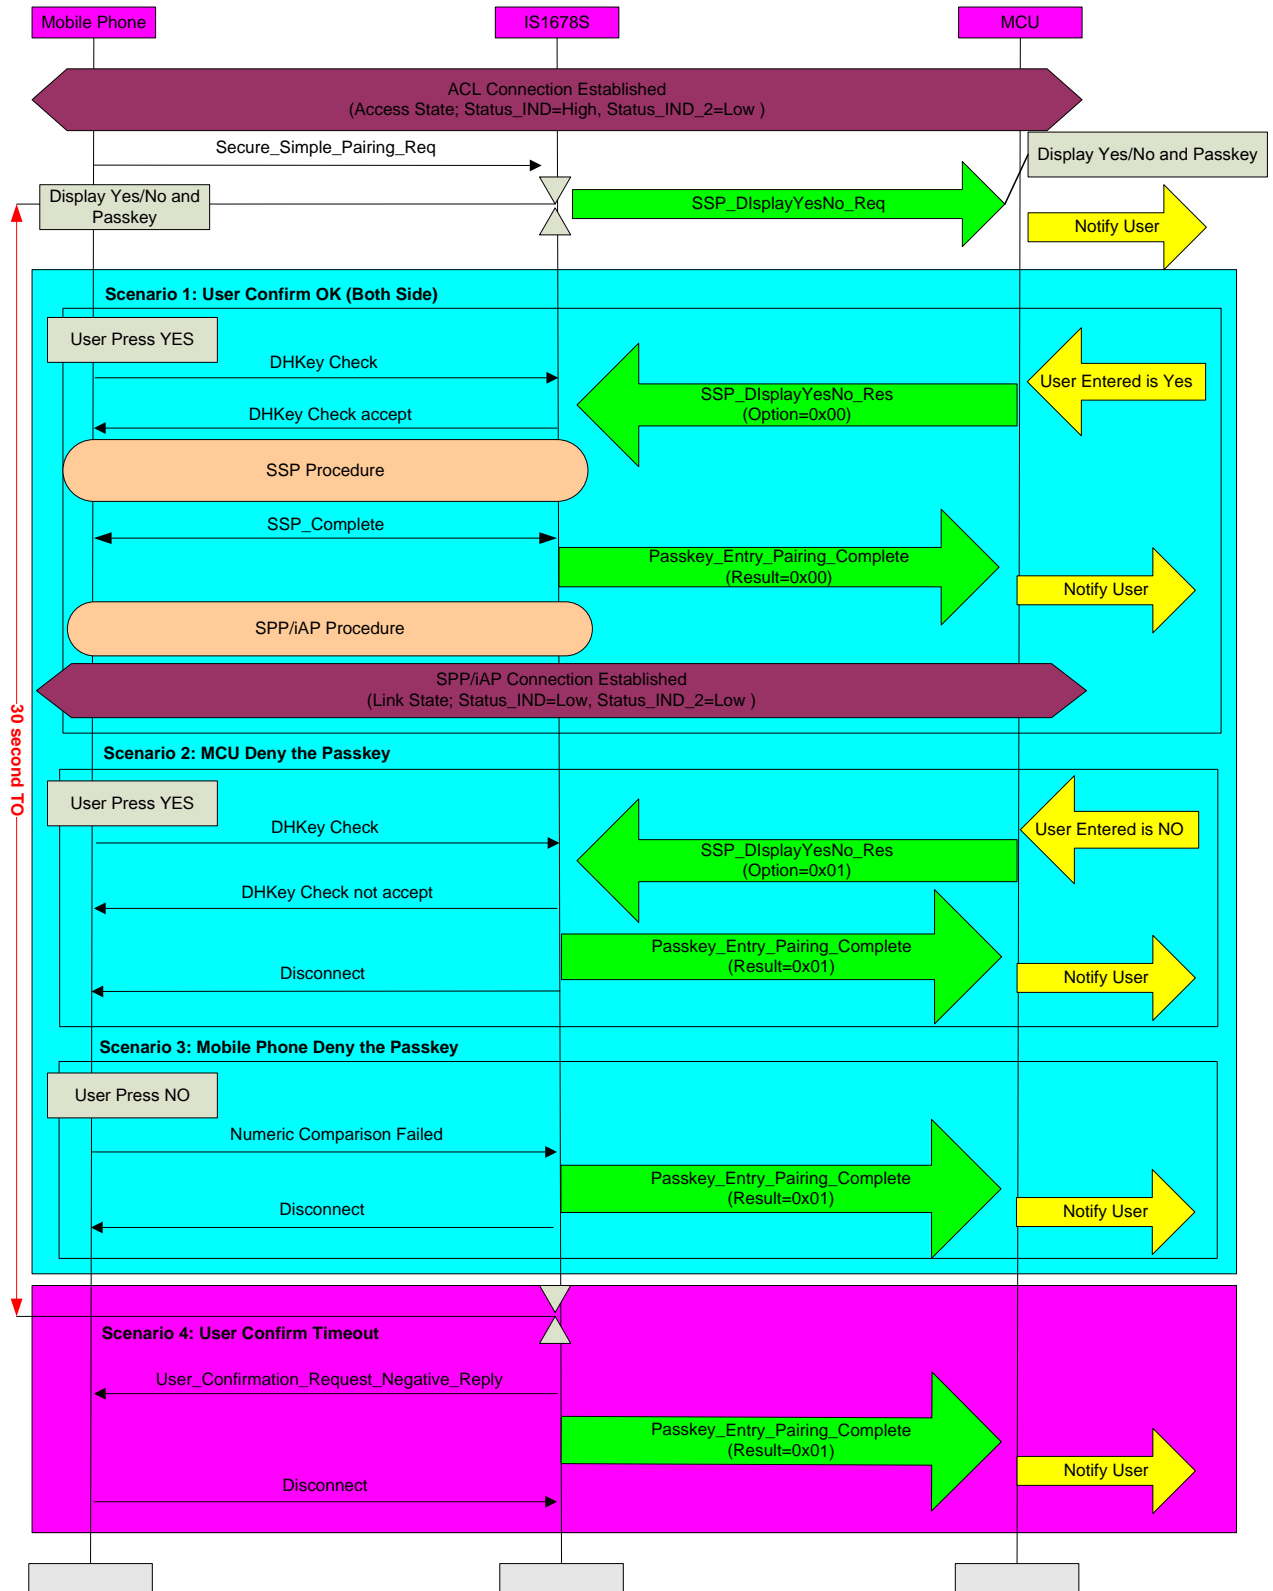 Mobile Phone
IS1678S
MCU
ACL Connection Established
(Access State; Status_IND=High, Status_IND_2=Low )
Secure_Simple_Pairing_Req
Display Yes/No and Passkey
Display Yes/No and
Passkey
SSP_DIsplayYesNo_Req
Notify User
30 second TO
Scenario 1: User Confirm OK (Both Side)
User Press YES
DHKey Check
User Entered is Yes
SSP_DIsplayYesNo_Res
(Option=0x00)
DHKey Check accept
SSP Procedure
SSP_Complete
Passkey_Entry_Pairing_Complete
(Result=0x00)
Notify User
SPP/iAP Procedure
SPP/iAP Connection Established
(Link State; Status_IND=Low, Status_IND_2=Low )
Scenario 2: MCU Deny the Passkey
User Press YES
DHKey Check
User Entered is NO
SSP_DIsplayYesNo_Res
(Option=0x01)
DHKey Check not accept
Passkey_Entry_Pairing_Complete
(Result=0x01)
Disconnect
Notify User
Scenario 3: Mobile Phone Deny the Passkey
User Press NO
Numeric Comparison Failed
Passkey_Entry_Pairing_Complete
(Result=0x01)
Disconnect
Notify User
Scenario 4: User Confirm Timeout
User_Confirmation_Request_Negative_Reply
Passkey_Entry_Pairing_Complete
(Result=0x01)
Notify User
Disconnect